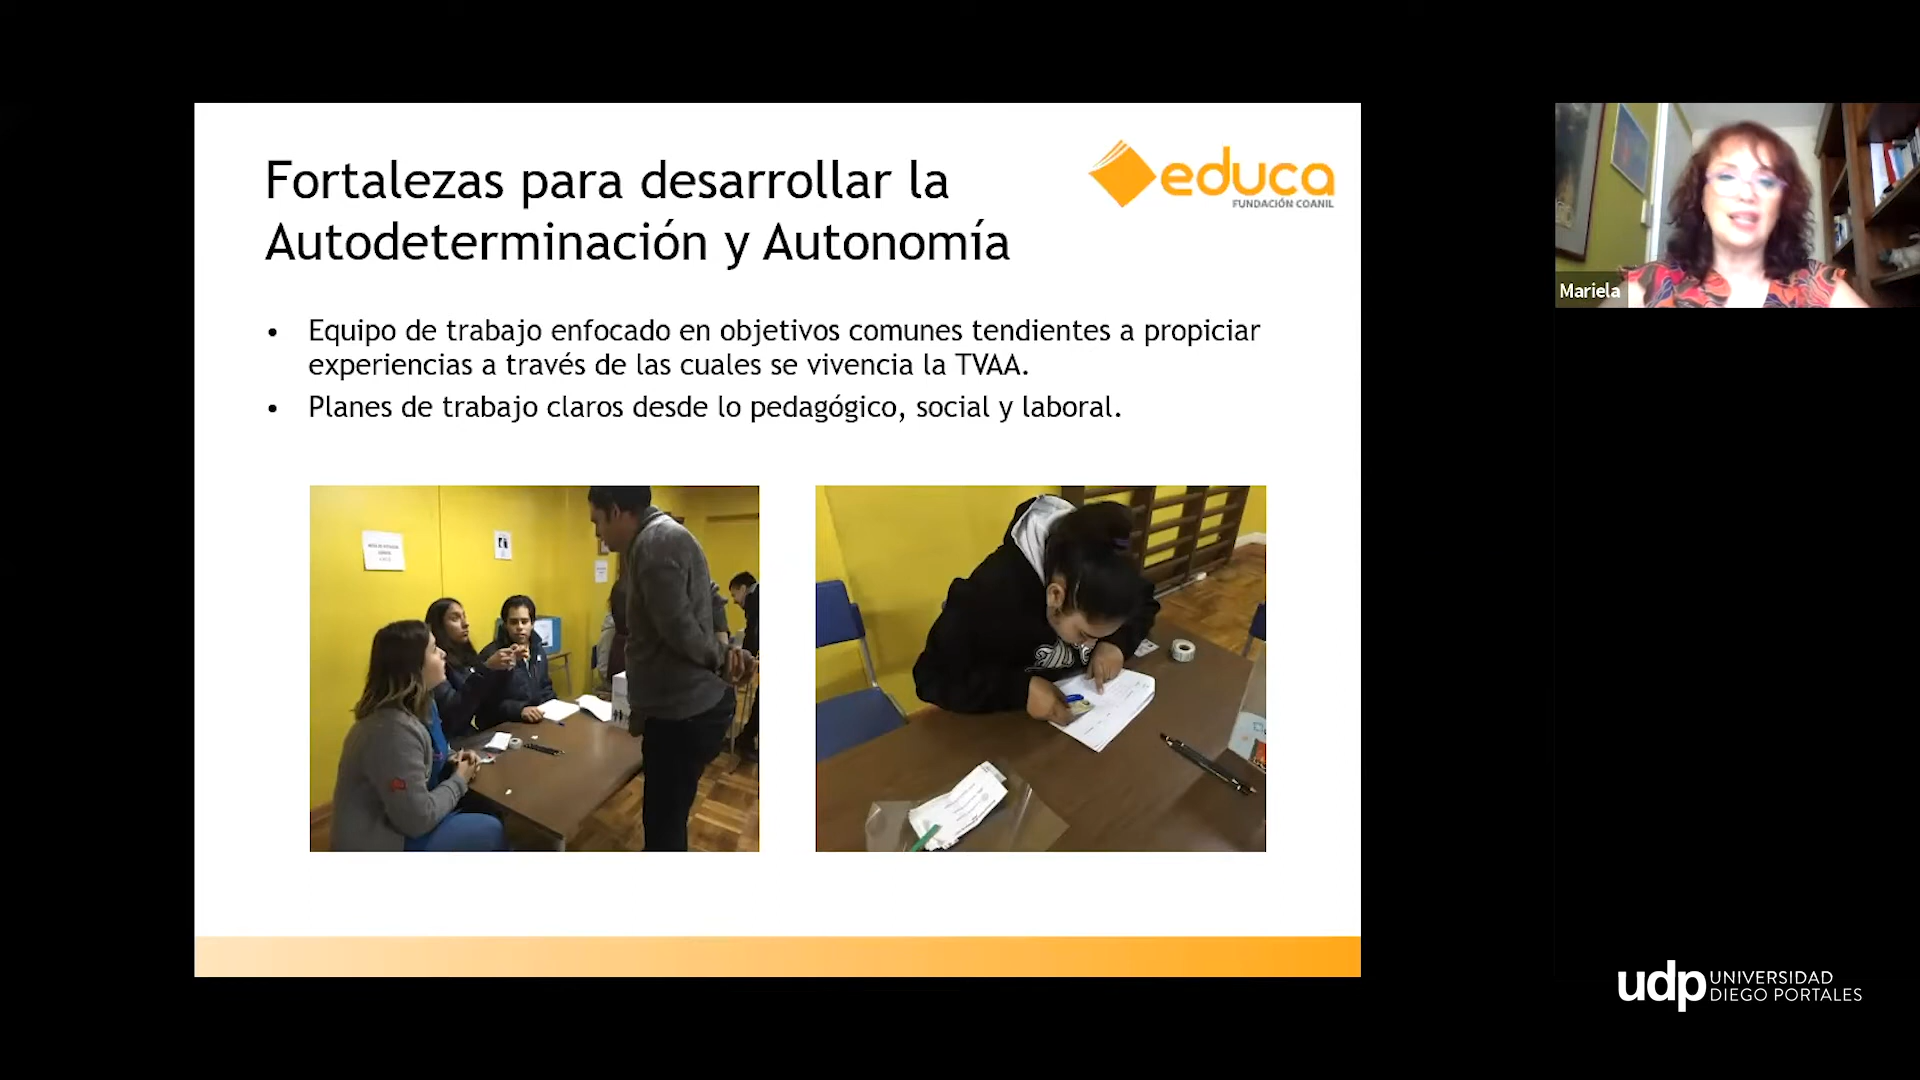 Fortalezas para desarrollar la
Autodeterminación y Autonomía
educa
FUNDACIÓN COANIL
• Equipo de trabajo enfocado en objetivos comunes tendientes a propiciar
experiencias a través de las cuales se vivencia la TVAA.
• Planes de trabajo claros desde lo pedagógico, social y laboral.
Mariela
udp UNIVERSIDAD
DIEGO PORTALES